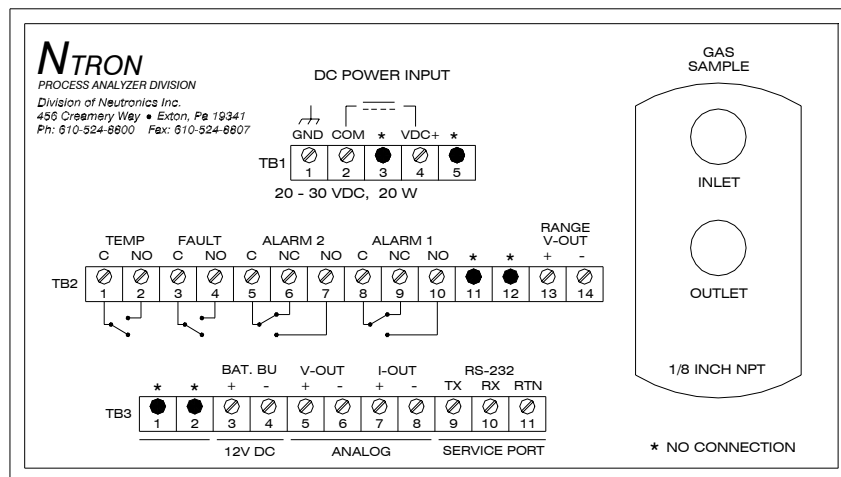 NTRON
PROCESS ANALYZER DIVISION
Division of Neutronics Inc.
456 Creamery Way • Exton, Pa 19341
Ph: 610-524-8800 Fax: 610-524-8807
DC POWER INPUT
GND COM * VDC+ *
TB1 1 2 3 4 5
20 - 30 VDC, 20 W
TEMP FAULT ALARM 2 ALARM 1 RANGE V-OUT
C NO C NO C NC NO C NC NO * * + -
TB2 1 2 3 4 5 6 7 8 9 10 11 12 13 14
BAT. BU V-OUT I-OUT RS-232
* * + - + - + - TX RX RTN
TB3 1 2 3 4 5 6 7 8 9 10 11
12V DC ANALOG SERVICE PORT
GAS
SAMPLE
INLET
OUTLET
1/8 INCH NPT
* NO CONNECTION